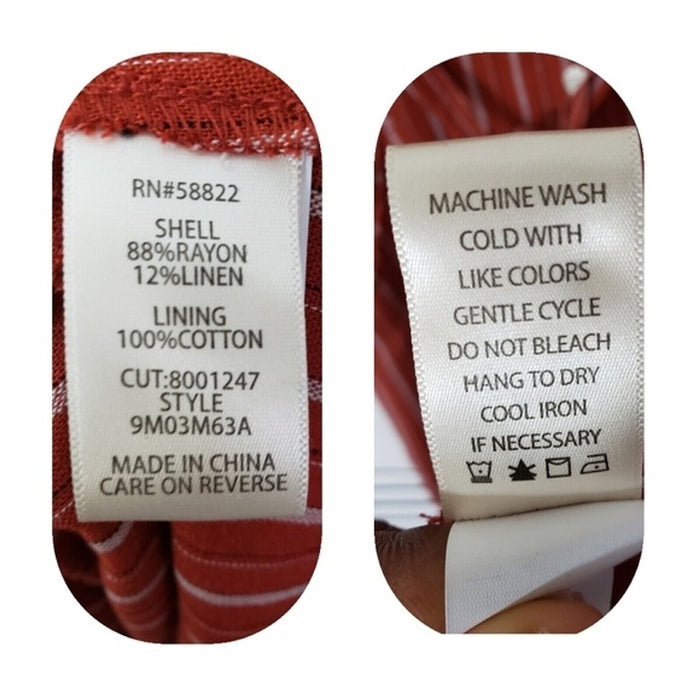 RN#58822
SHELL
88%RAYON
12%LINEN
LINING
100%COTTON
CUT:8001247
STYLE
9M03M63A
MADE IN CHINA
CARE ON REVERSE
MACHINE WASH
COLD WITH
LIKE COLORS
GENTLE CYCLE
DO NOT BLEACH
HANG TO DRY
COOL IRON
IF NECESSARY